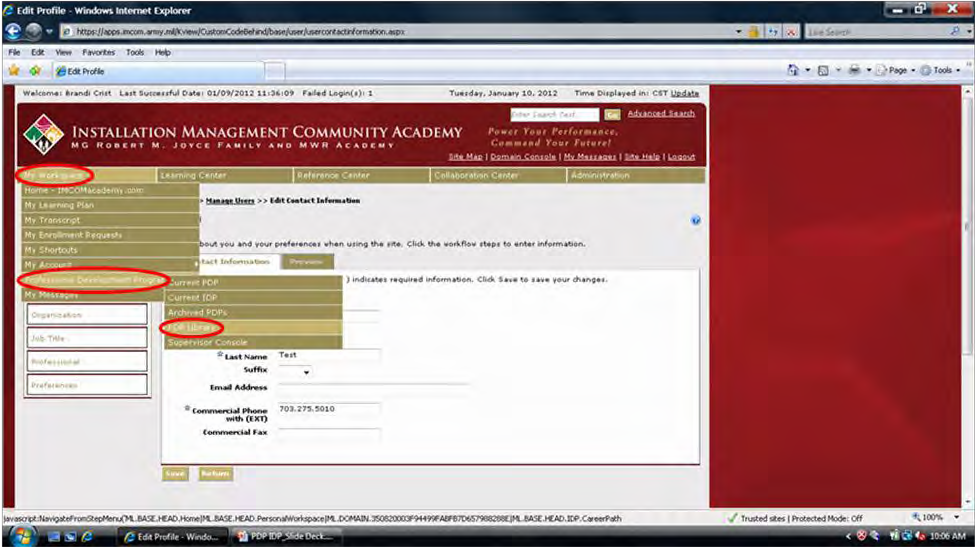 Edit Profile - Windows Internet Explorer
https://apps.imcom.army.mil/Kview/CustomCodeBehind/base/user/usercontactinformation.aspx
Live Search
File Edit View Favorites Tools Help
Edit Profile
Page Tools
Welcome: Brandi Crist Last Successful Date: 01/09/2012 11:36:09 Failed Login(s): 1 Tuesday, January 10, 2012 Time Displayed in: CST Update
Enter Search Text Go Advanced Search
INSTALLATION MANAGEMENT COMMUNITY ACADEMY
MG ROBERT M. JOYCE FAMILY AND MWR ACADEMY
Power Your Performance,
Command Your Future!
Site Map | Domain Console | My Messages | Site Help | Logout
My Workspace Learning Center Reference Center Collaboration Center Administration
Home - IMCOMacademy.com
My Learning Plan
>> Manage Users >> Edit Contact Information
My Transcript
My Enrollment Requests
bout you and your preferences when using the site. Click the workflow steps to enter information.
My Shortcuts
My Account
tact Information Preview
Professional Development Progra
) indicates required information. Click Save to save your changes.
Current PDP
My Messages
Current IDP
Organization
Archived PDPs
PDP Library
Job Title
Supervisor Console
Last Name Test
Professional
Suffix
Preferences
Email Address
Commercial Phone with (EXT) 703.275.5010
Commercial Fax
Save Return
javascript:NavigateFromStepMenu('ML.BASE.HEAD.Home|ML.BASE.HEAD.PersonalWorkspace|ML.DOMAIN.|ML.BASE.HEAD.IDP.CareerPath
Trusted sites | Protected Mode: Off 100%
Edit Profile - Windo... PDP IDP_Slide Deck.... 10:06 AM